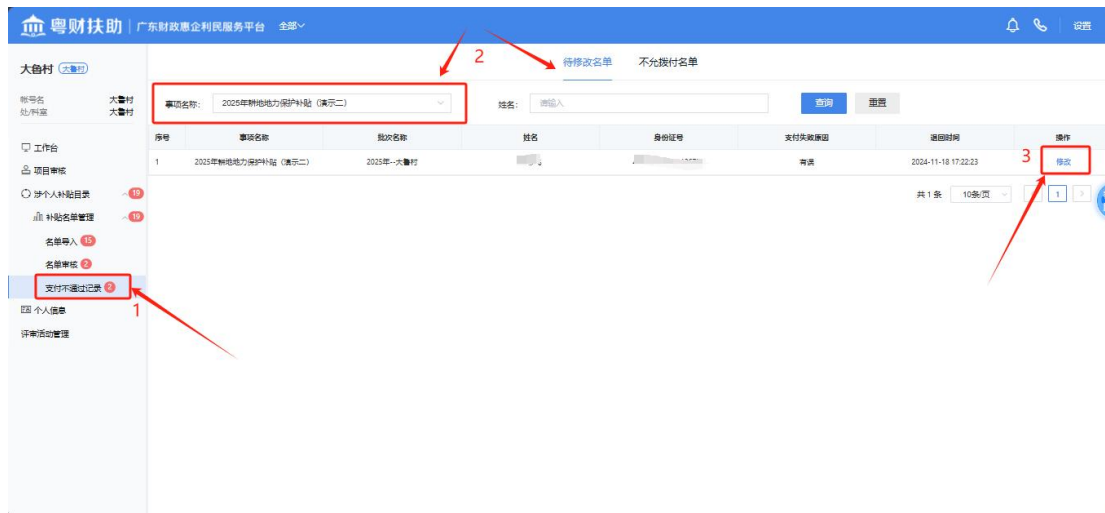 粤财扶助 广东财政惠企利民服务平台 全部 设置
2
大鲁村 大鲁村
待修改名单 不允拨付名单
帐号名 大鲁村
处/科室 大鲁村
事项名称: 2025年耕地地力保护补贴(演示二) 姓名: 请输入 查询 重置
序号 事项名称 批次名称 姓名 身份证号 支付失败原因 退回时间 操作
1 2025年耕地地力保护补贴(演示二) 2025年--大鲁村 有误 2024-11-18 17:22:23 3 修改
共 1 条 10条/页 1
工作台
项目审核
涉个人补贴目录 19
补贴名单管理 19
名单导入 15
名单审核 2
支付不通过记录 2
1
个人信息
评审活动管理